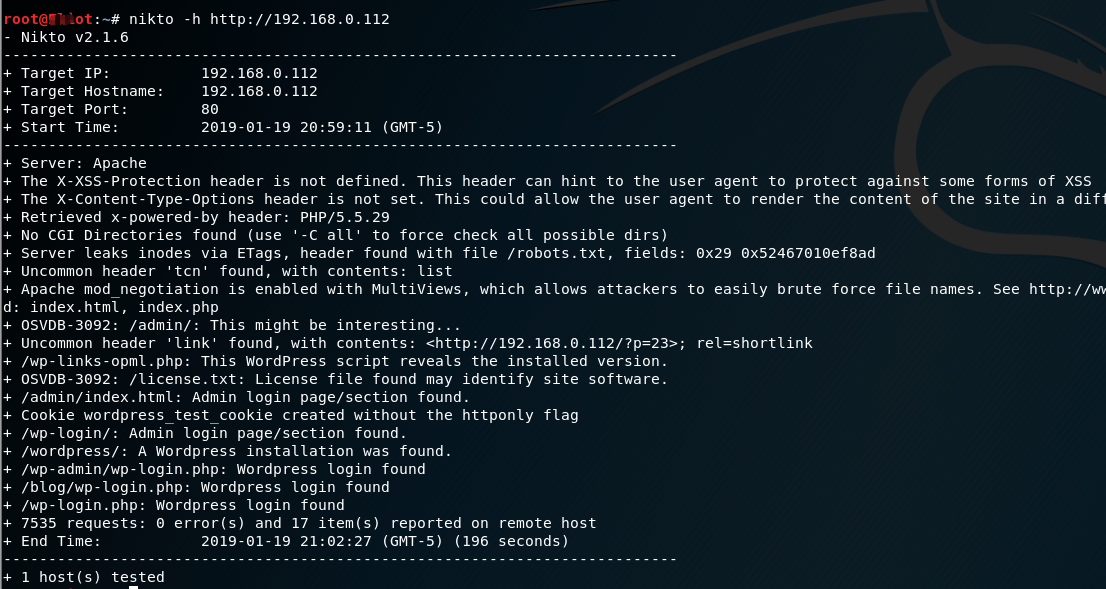 root@ot:~# nikto -h http://192.168.0.112
- Nikto v2.1.6
---------------------------------------------------------------------------
+ Target IP:          192.168.0.112
+ Target Hostname:    192.168.0.112
+ Target Port:        80
+ Start Time:         2019-01-19 20:59:11 (GMT-5)
---------------------------------------------------------------------------
+ Server: Apache
+ The X-XSS-Protection header is not defined. This header can hint to the user agent to protect against some forms of XSS
+ The X-Content-Type-Options header is not set. This could allow the user agent to render the content of the site in a diff
+ Retrieved x-powered-by header: PHP/5.5.29
+ No CGI Directories found (use '-C all' to force check all possible dirs)
+ Server leaks inodes via ETags, header found with file /robots.txt, fields: 0x29 0x52467010ef8ad
+ Uncommon header 'tcn' found, with contents: list
+ Apache mod_negotiation is enabled with MultiViews, which allows attackers to easily brute force file names. See http://ww
d: index.html, index.php
+ OSVDB-3092: /admin/: This might be interesting...
+ Uncommon header 'link' found, with contents: <http://192.168.0.112/?p=23>; rel=shortlink
+ /wp-links-opml.php: This WordPress script reveals the installed version.
+ OSVDB-3092: /license.txt: License file found may identify site software.
+ /admin/index.html: Admin login page/section found.
+ Cookie wordpress_test_cookie created without the httponly flag
+ /wp-login/: Admin login page/section found.
+ /wordpress/: A Wordpress installation was found.
+ /wp-admin/wp-login.php: Wordpress login found
+ /blog/wp-login.php: Wordpress login found
+ /wp-login.php: Wordpress login found
+ 7535 requests: 0 error(s) and 17 item(s) reported on remote host
+ End Time:           2019-01-19 21:02:27 (GMT-5) (196 seconds)
---------------------------------------------------------------------------
+ 1 host(s) tested